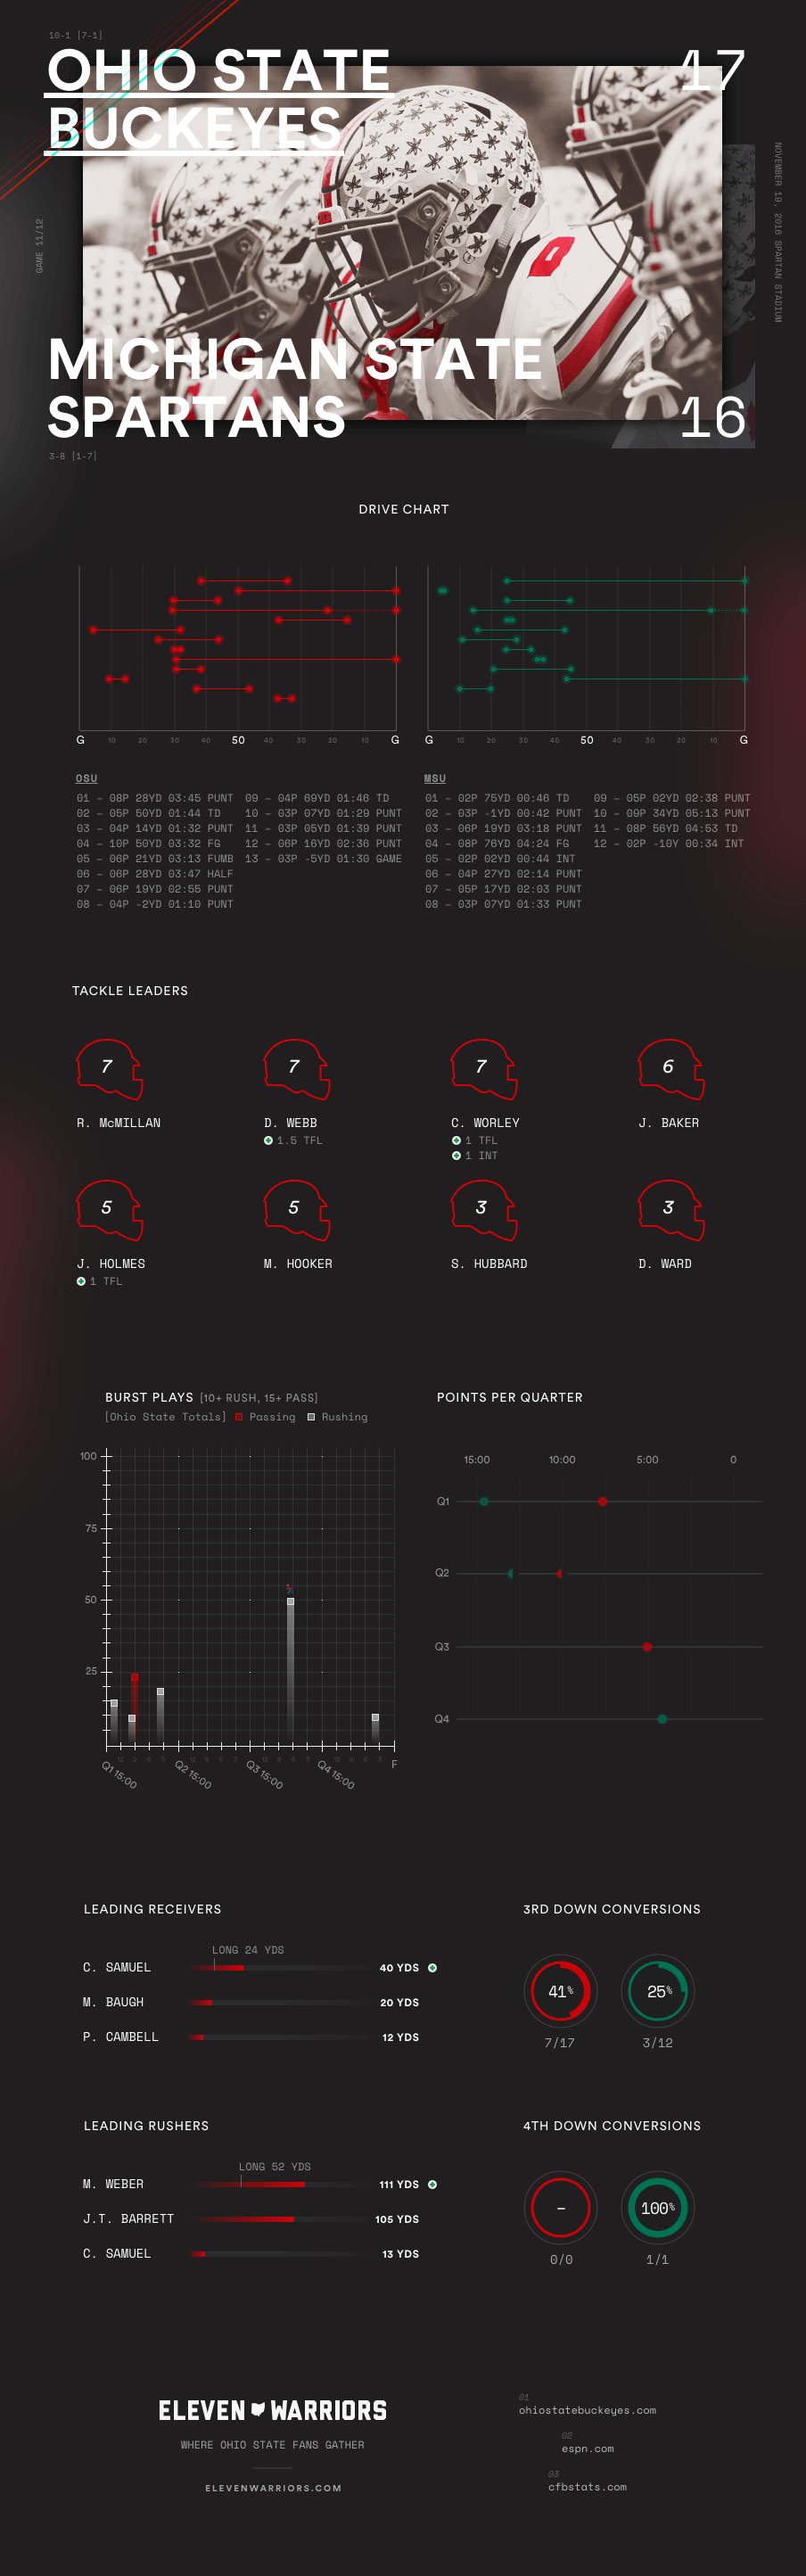 10-1 [7-1]
OHIO STATE
BUCKEYES
17
GAME 11/12
NOVEMBER 19, 2016 SPARTAN STADIUM
MICHIGAN STATE
SPARTANS
16
3-8 [1-7]
DRIVE CHART
G 10 20 30 40 50 40 30 20 10 G
G 10 20 30 40 50 40 30 20 10 G
OSU
01 – 08P 28YD 03:45 PUNT
02 – 05P 50YD 01:44 TD
03 – 04P 14YD 01:32 PUNT
04 – 10P 50YD 03:32 FG
05 – 06P 21YD 03:13 FUMB
06 – 06P 28YD 03:47 HALF
07 – 06P 19YD 02:55 PUNT
08 – 04P -2YD 01:10 PUNT
09 – 04P 69YD 01:46 TD
10 – 03P 07YD 01:29 PUNT
11 – 03P 05YD 01:39 PUNT
12 – 06P 16YD 02:36 PUNT
13 – 03P -5YD 01:30 GAME
MSU
01 – 02P 75YD 00:46 TD
02 – 03P -1YD 00:42 PUNT
03 – 06P 19YD 03:18 PUNT
04 – 08P 76YD 04:24 FG
05 – 02P 02YD 00:44 INT
06 – 04P 27YD 02:14 PUNT
07 – 05P 17YD 02:03 PUNT
08 – 03P 07YD 01:33 PUNT
09 – 05P 02YD 02:38 PUNT
10 – 09P 34YD 05:13 PUNT
11 – 08P 56YD 04:53 TD
12 – 02P -10Y 00:34 INT
TACKLE LEADERS
7 7 7 6
R. McMILLAN D. WEBB C. WORLEY J. BAKER
1.5 TFL 1 TFL
1 INT
5 5 3 3
J. HOLMES M. HOOKER S. HUBBARD D. WARD
1 TFL
BURST PLAYS [10+ RUSH, 15+ PASS]
[Ohio State Totals] Passing Rushing
100
75
50
25
12 9 6 3 12 9 6 3 12 9 6 3 12 9 6 3 F
Q1 15:00 Q2 15:00 Q3 15:00 Q4 15:00
POINTS PER QUARTER
15:00 10:00 5:00 0
Q1
Q2
Q3
Q4
LEADING RECEIVERS
LONG 24 YDS
C. SAMUEL 40 YDS
M. BAUGH 20 YDS
P. CAMBELL 12 YDS
3RD DOWN CONVERSIONS
41% 25%
7/17 3/12
LEADING RUSHERS
LONG 52 YDS
M. WEBER 111 YDS
J.T. BARRETT 105 YDS
C. SAMUEL 13 YDS
4TH DOWN CONVERSIONS
– 100%
0/0 1/1
ELEVEN WARRIORS
WHERE OHIO STATE FANS GATHER
ELEVENWARRIORS.COM
01
ohiostatebuckeyes.com
02
espn.com
03
cfbstats.com